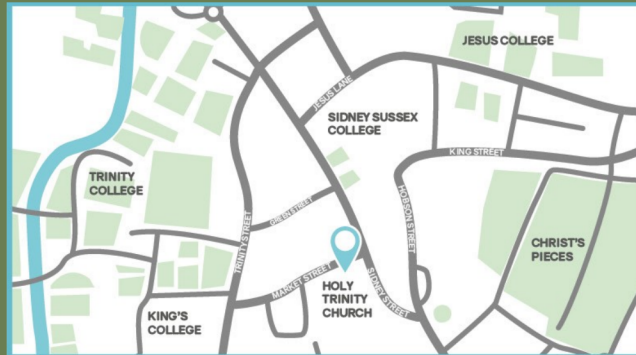 JESUS COLLEGE
JESUS LANE
SIDNEY SUSSEX
COLLEGE
KING STREET
TRINITY
COLLEGE
GREEN STREET
HOBSON STREET
TRINITY STREET
CHRIST'S
PIECES
MARKET STREET
SIDNEY STREET
HOLY
TRINITY
CHURCH
KING'S
COLLEGE